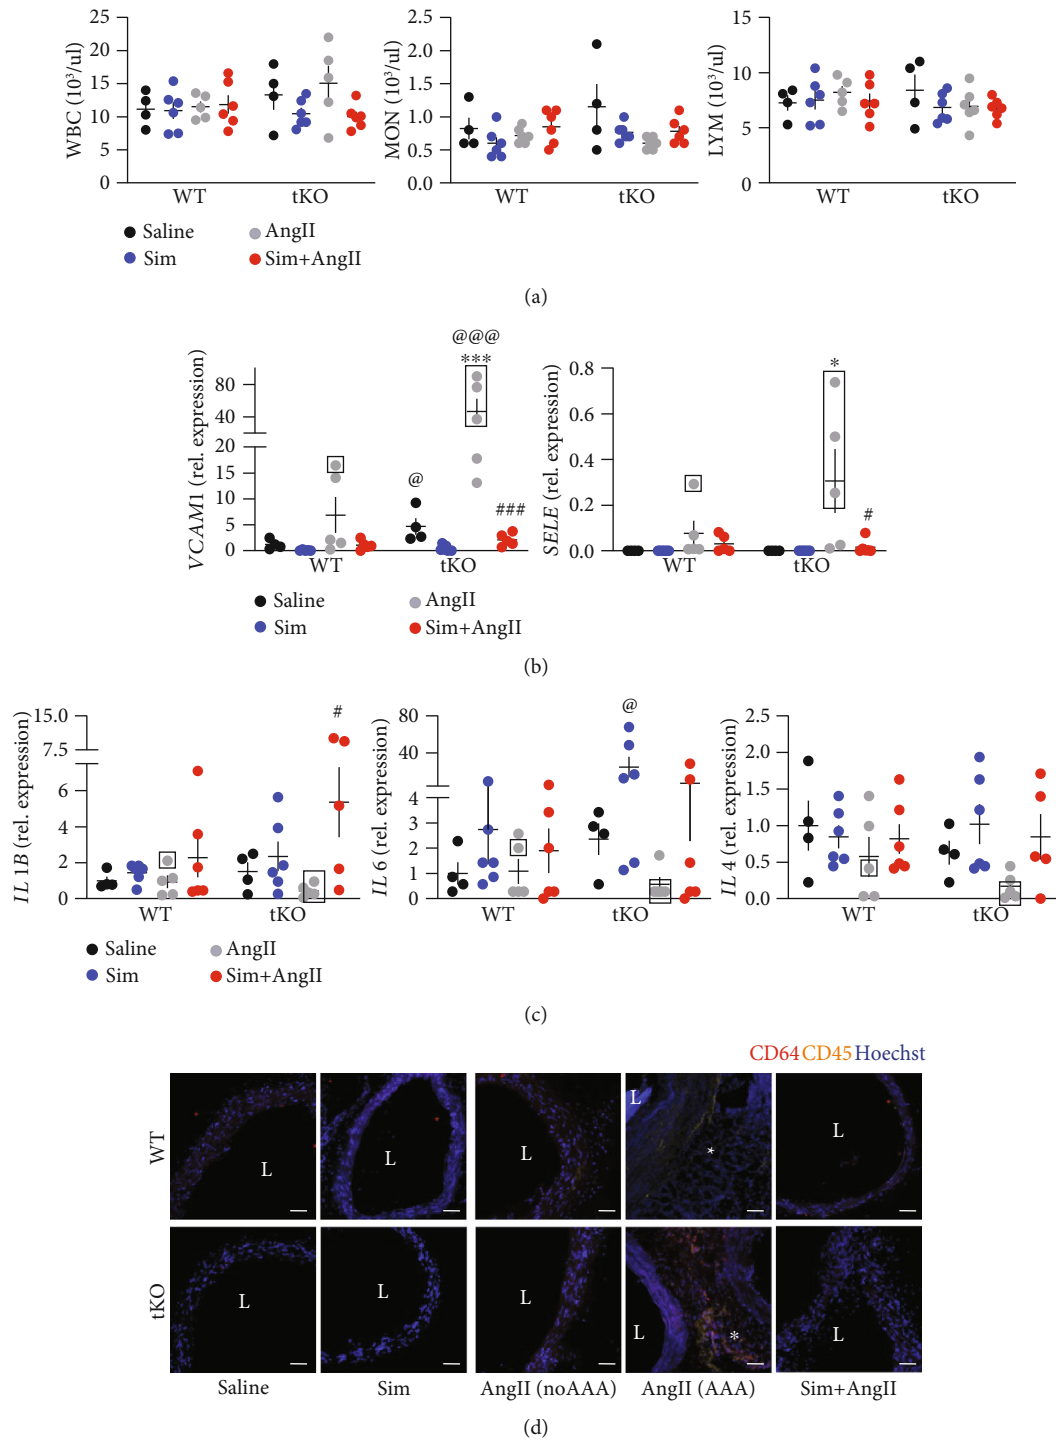 WBC (10³/ul)
25
20
15
10
5
0
WT
tKO
MON (10³/ul)
2.5
2.0
1.5
1.0
0.5
0.0
WT
tKO
LYM (10³/ul)
15
10
5
0
WT
tKO
Saline
AngII
Sim
Sim+AngII
(a)
VCAM1 (rel. expression)
80
40
20
15
10
5
0
@
@@@
***
###
WT
tKO
SELE (rel. expression)
0.8
0.6
0.4
0.2
0.0
*
#
WT
tKO
Saline
AngII
Sim
Sim+AngII
(b)
IL 1B (rel. expression)
15.0
7.5
6
4
2
0
#
WT
tKO
IL 6 (rel. expression)
80
40
4
3
2
1
0
@
WT
tKO
IL 4 (rel. expression)
2.5
2.0
1.5
1.0
0.5
0.0
WT
tKO
Saline
AngII
Sim
Sim+AngII
(c)
CD64 CD45 Hoechst
WT
L
L
L
L
*
L
tKO
L
L
L
L
*
L
Saline
Sim
AngII (noAAA)
AngII (AAA)
Sim+AngII
(d)